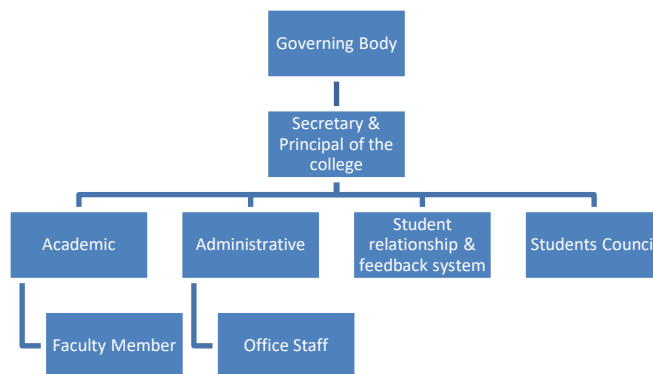 Governing Body
Secretary &
Principal of the
college
Academic
Administrative
Student
relationship &
feedback system
Students Counci
Faculty Member
Office Staff